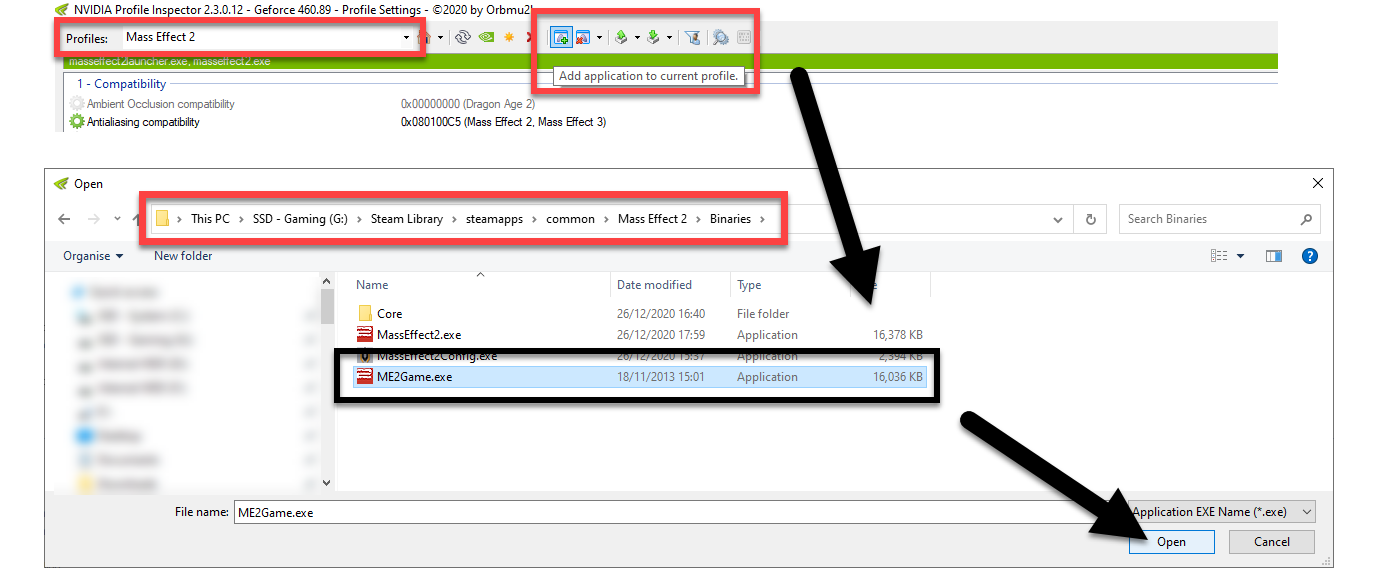 NVIDIA Profile Inspector 2.3.0.12 - Geforce 460.89 - Profile Settings - ©2020 by Orbmu2
Profiles: Mass Effect 2
masseffect2launcher.exe, masseffect2.exe
Add application to current profile.
1 - Compatibility
Ambient Occlusion compatibility 0x00000000 (Dragon Age 2)
Antialiasing compatibility 0x080100C5 (Mass Effect 2, Mass Effect 3)
Open
This PC > SSD - Gaming (G:) > Steam Library > steamapps > common > Mass Effect 2 > Binaries >
Search Binaries
Organise New folder
Name Date modified Type
Core 26/12/2020 16:40 File folder
MassEffect2.exe 26/12/2020 17:59 Application 16,378 KB
MassEffect2Config.exe 26/12/2020 15:37 Application 2,394 KB
ME2Game.exe 18/11/2013 15:01 Application 16,036 KB
File name: ME2Game.exe Application EXE Name (*.exe)
Open Cancel